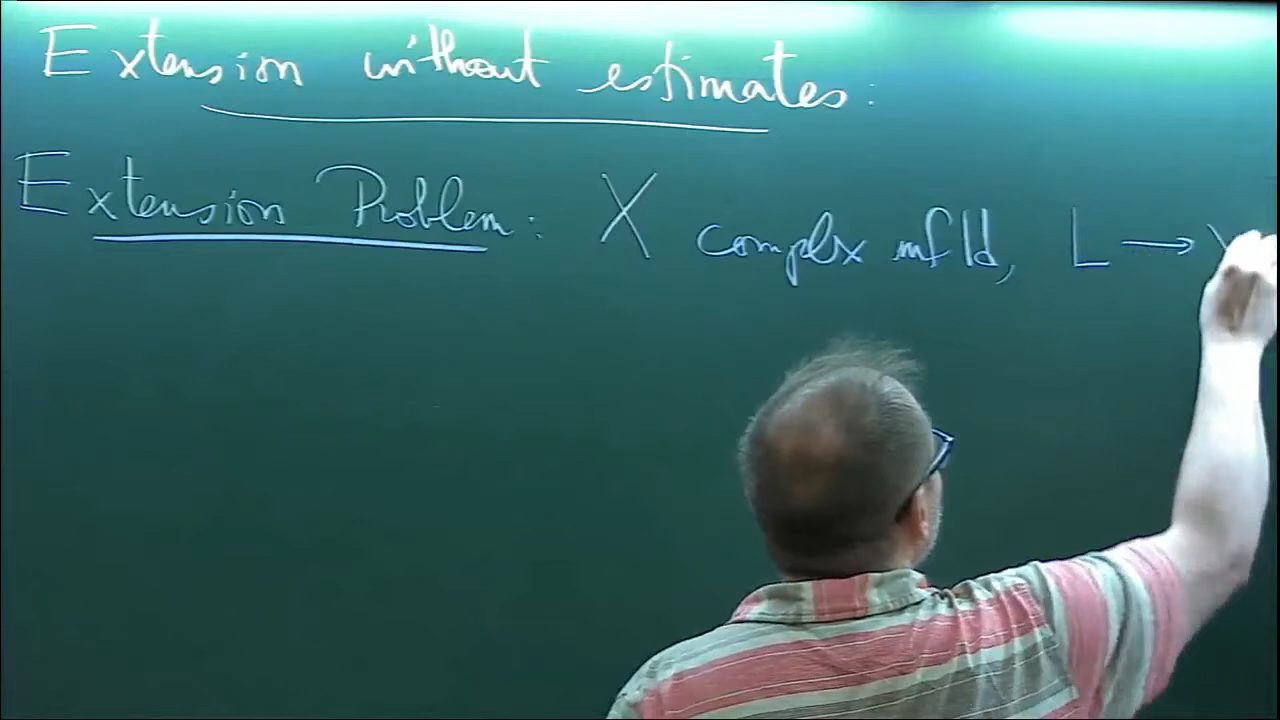 Extension without estimates:
Extension Problem: X complex mfld, L ⟶